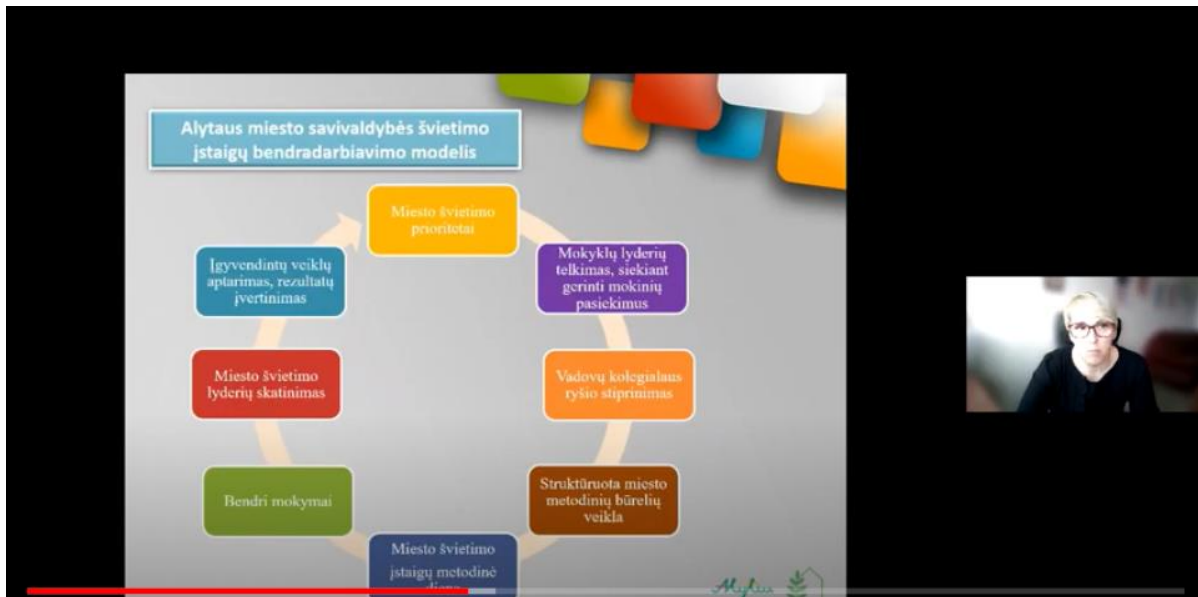 Alytaus miesto savivaldybės švietimo
įstaigų bendradarbiavimo modelis
Miesto švietimo
prioritetai
Mokyklų lyderių
telkimas, siekiant
gerinti mokinių
pasiekimus
Vadovų kolegialaus
ryšio stiprinimas
Struktūruota miesto
metodinių būrelių
veikla
Miesto švietimo
įstaigų metodinė
diena
Bendri mokymai
Miesto švietimo
lyderių skatinimas
Įgyvendintų veiklų
aptarimas, rezultatų
įvertinimas
Alytus